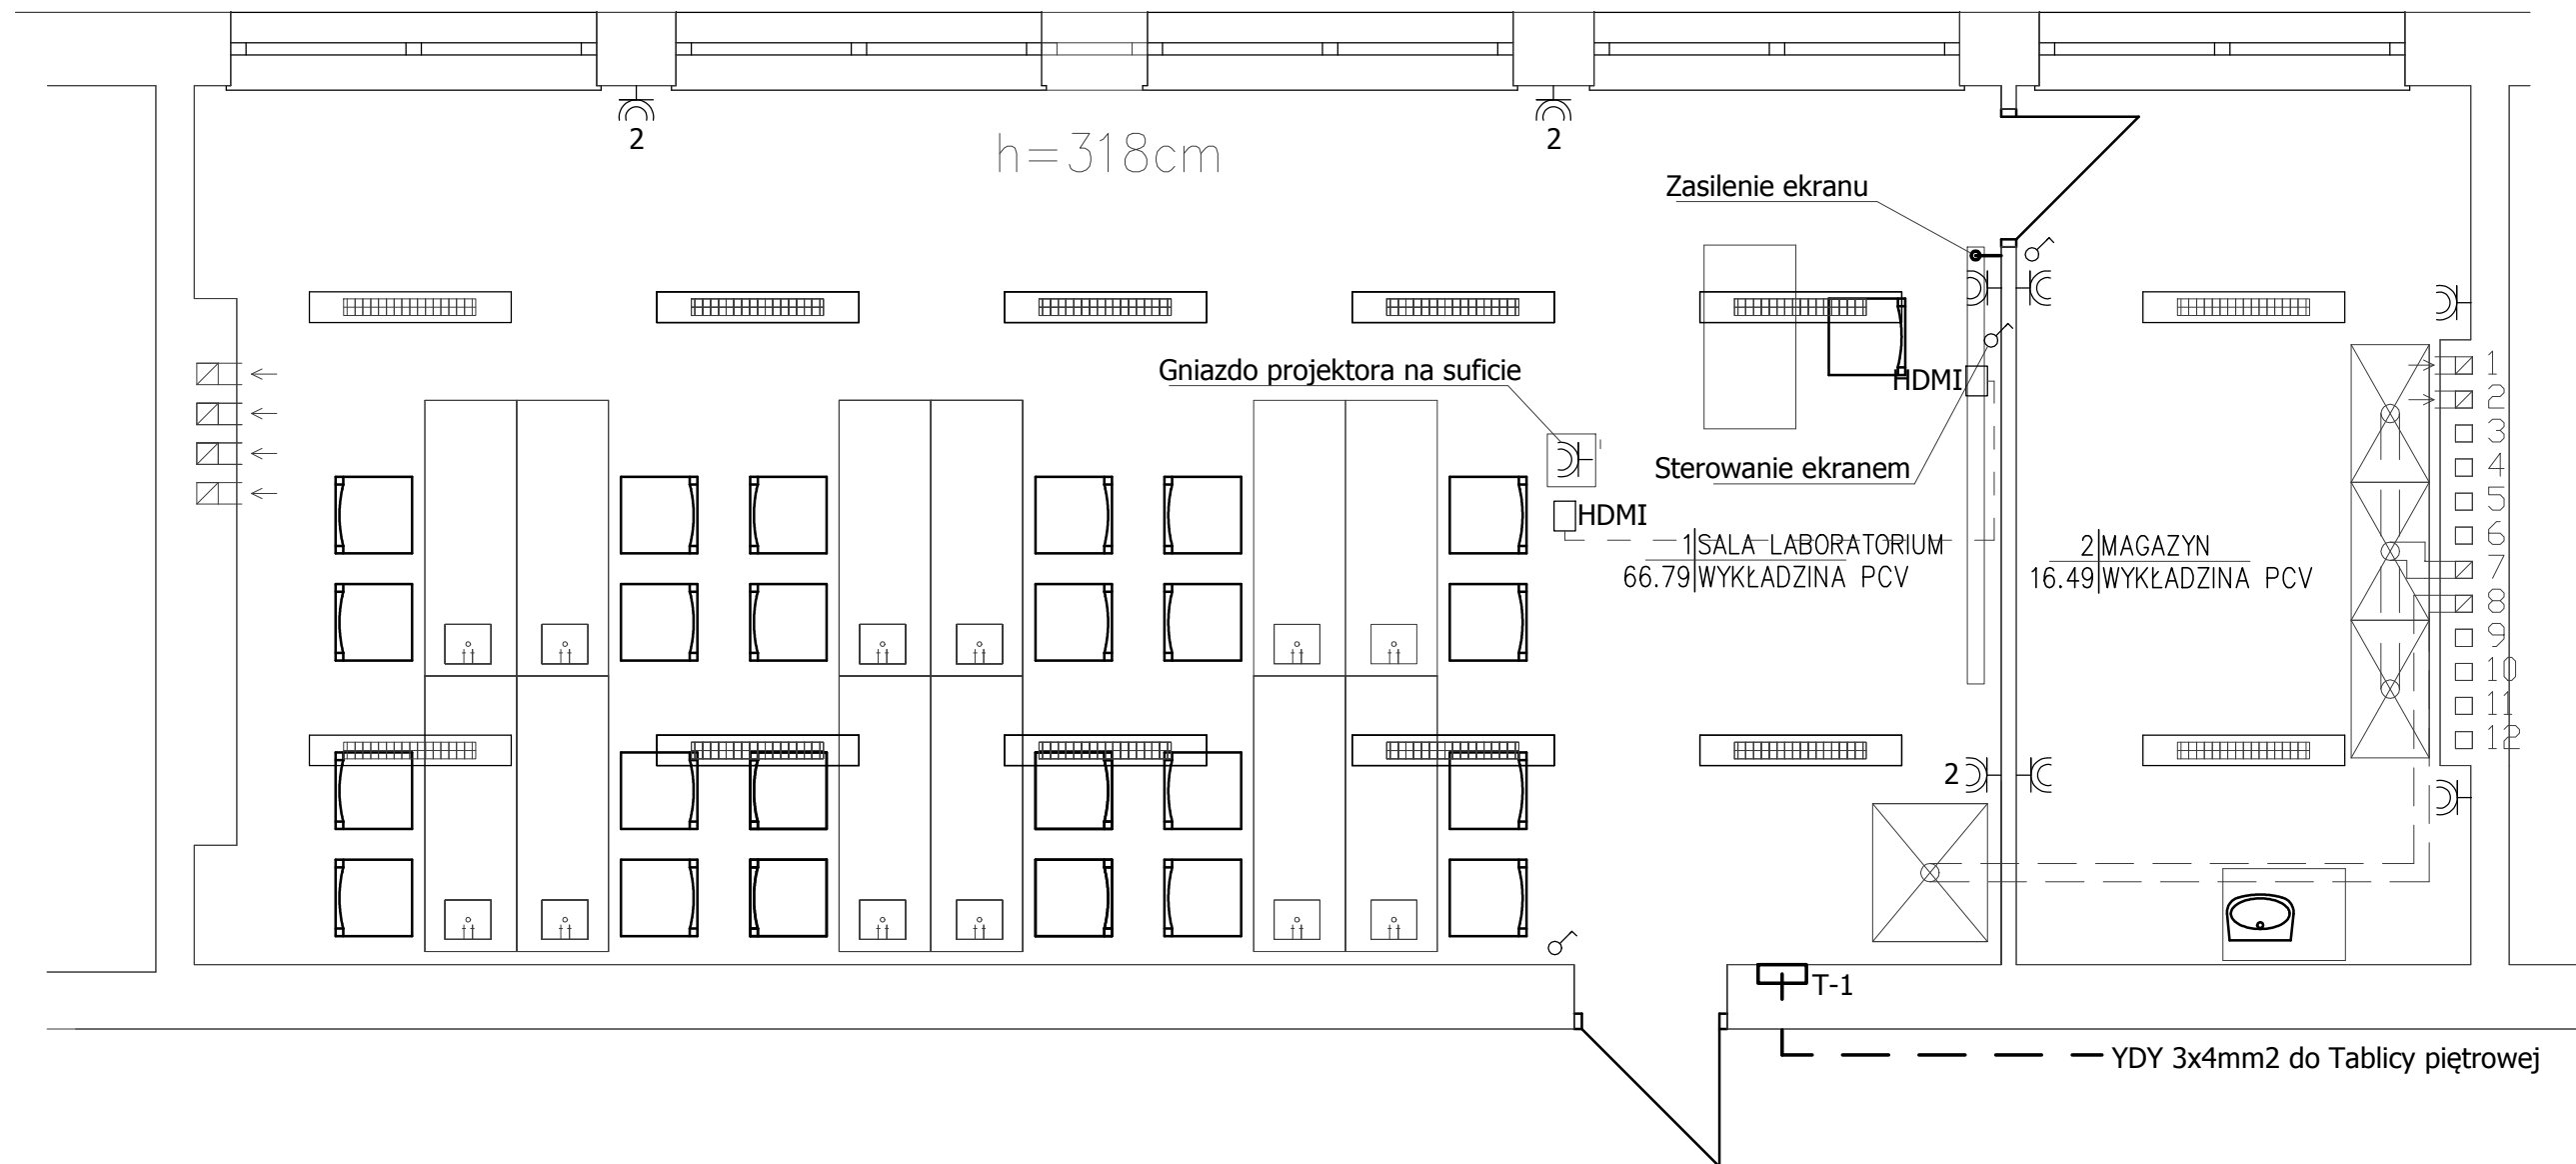 2
2
h=318cm
Zasilenie ekranu
Gniazdo projektora na suficie
HDMI
Sterowanie ekranem
HDMI
1 SALA LABORATORIUM
66.79 WYKŁADZINA PCV
2 MAGAZYN
16.49 WYKŁADZINA PCV
1
2
3
4
5
6
7
8
9
10
11
12
2
T-1
YDY 3x4mm2 do Tablicy piętrowej